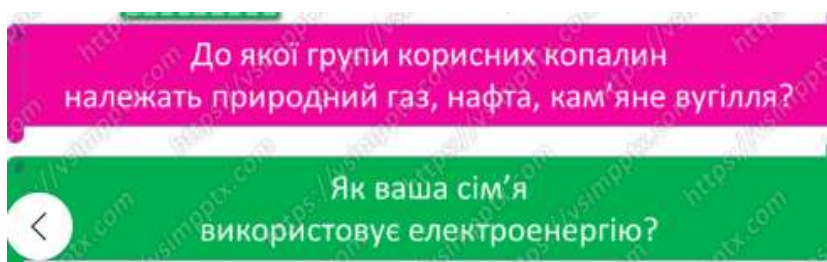 До якої групи корисних копалин
належать природний газ, нафта, кам’яне вугілля?
Як ваша сім’я
використовує електроенергію?